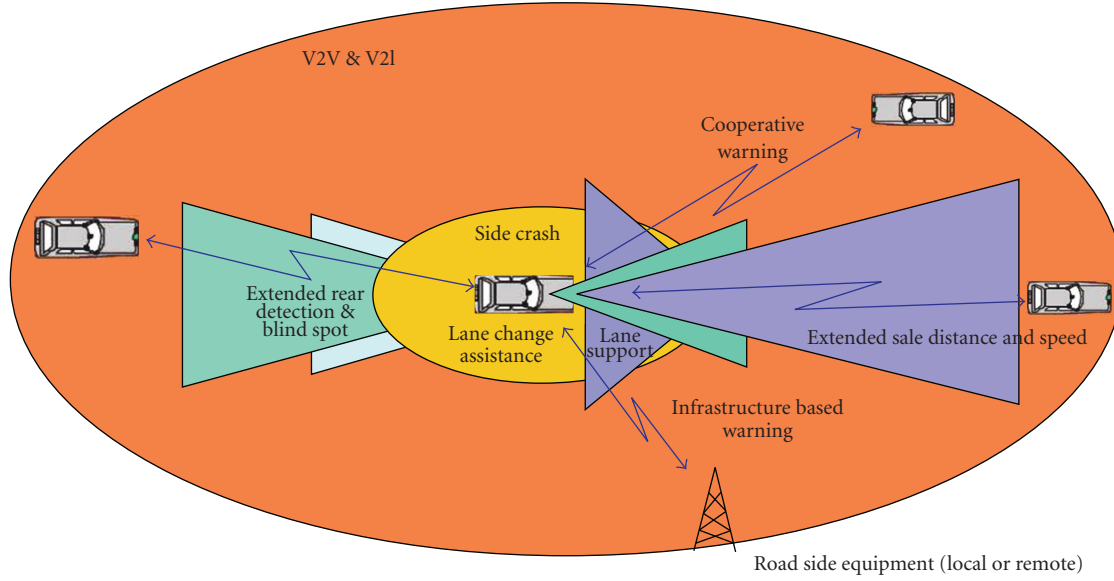 V2V & V2l
Cooperative
warning
Side crash
Extended rear
detection &
blind spot
Lane change
assistance
Lane
support
Extended sale distance and speed
Infrastructure based
warning
Road side equipment (local or remote)